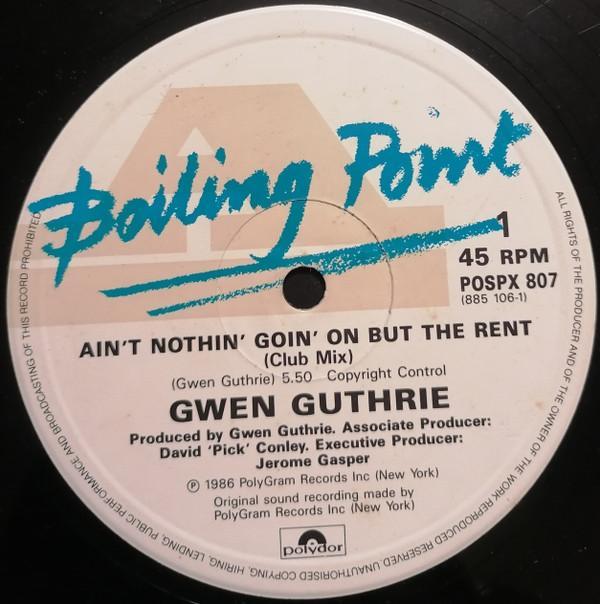 Boiling Point
1
45 RPM
POSPX 807
(885 106-1)
AIN'T NOTHIN' GOIN' ON BUT THE RENT
(Club Mix)
(Gwen Guthrie) 5.50 Copyright Control
GWEN GUTHRIE
Produced by Gwen Guthrie. Associate Producer:
David 'Pick' Conley. Executive Producer:
Jerome Gasper
℗ 1986 PolyGram Records Inc (New York)
Original sound recording made by
PolyGram Records Inc (New York)
polydor
ALL RIGHTS OF THE PRODUCER AND OF THE OWNER OF THE WORK REPRODUCED RESERVED. UNAUTHORISED COPYING, HIRING, LENDING, PUBLIC PERFORMANCE AND BROADCASTING OF THIS RECORD PROHIBITED